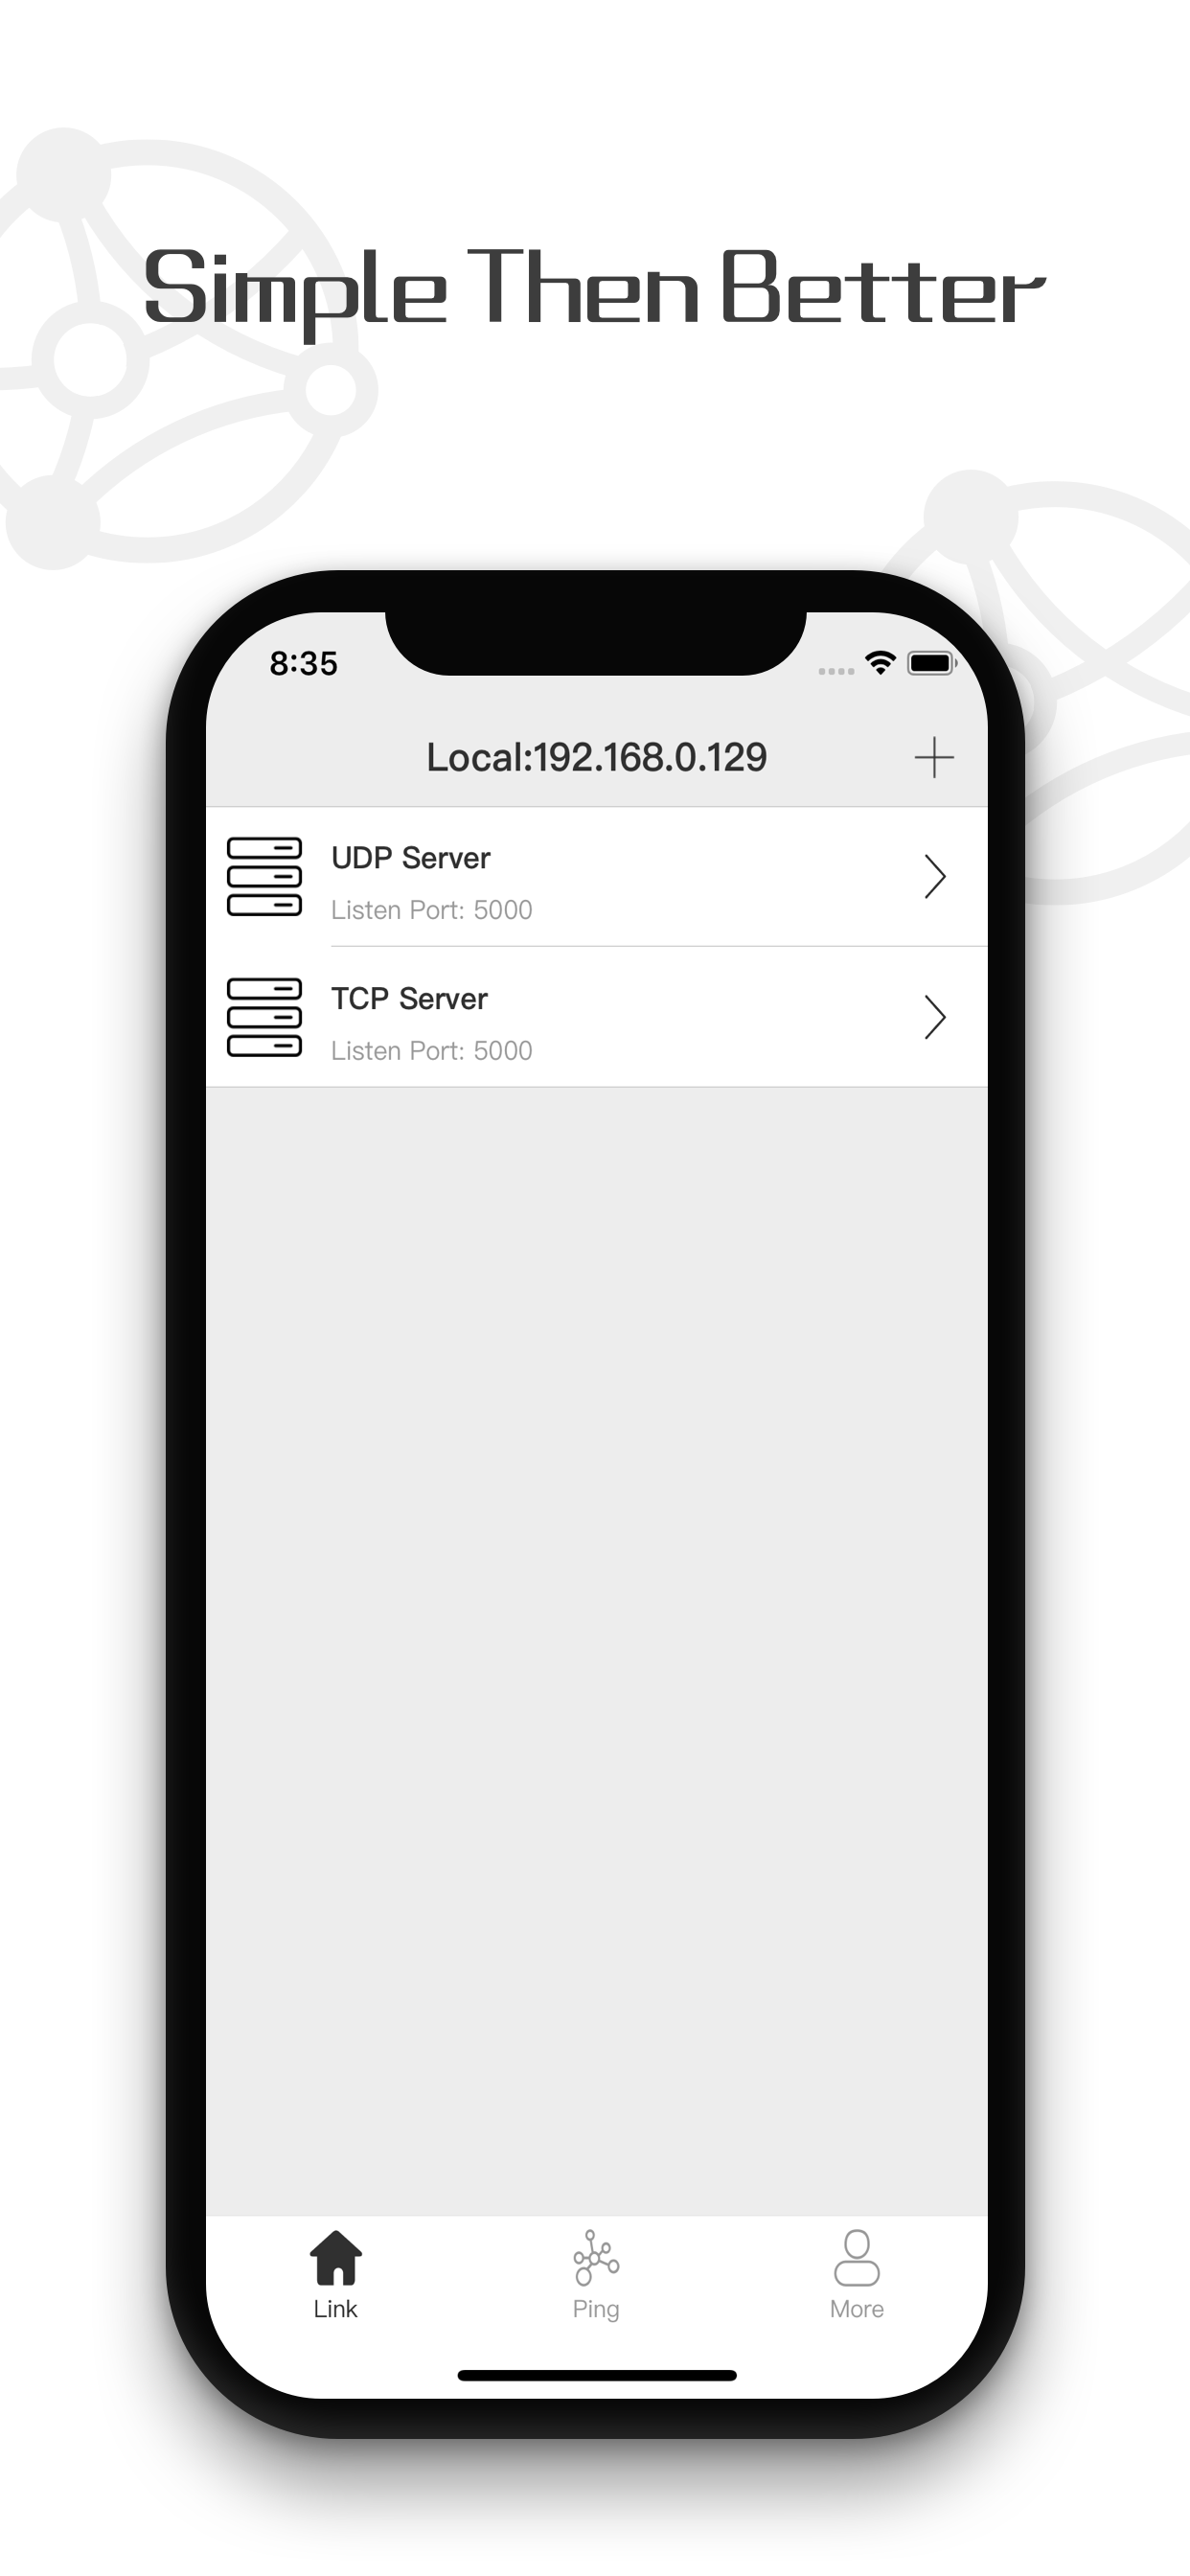 Simple Then Better
8:35
Local:192.168.0.129
UDP Server
Listen Port: 5000
TCP Server
Listen Port: 5000
Link
Ping
More